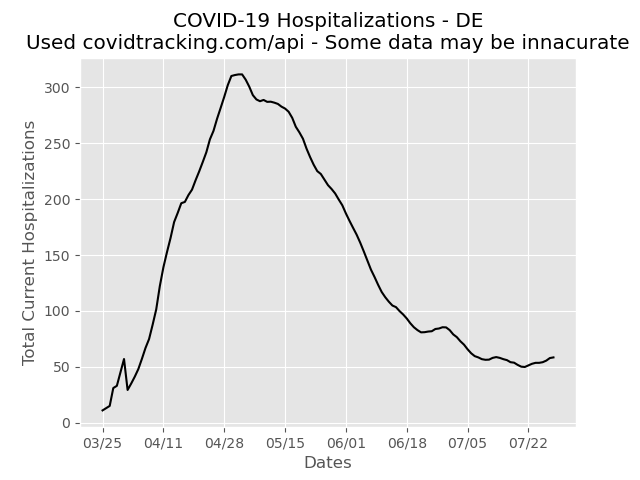 COVID-19 Hospitalizations - DE
Used covidtracking.com/api - Some data may be innacurate
Total Current Hospitalizations
300
250
200
150
100
50
0
03/25 04/11 04/28 05/15 06/01 06/18 07/05 07/22
Dates